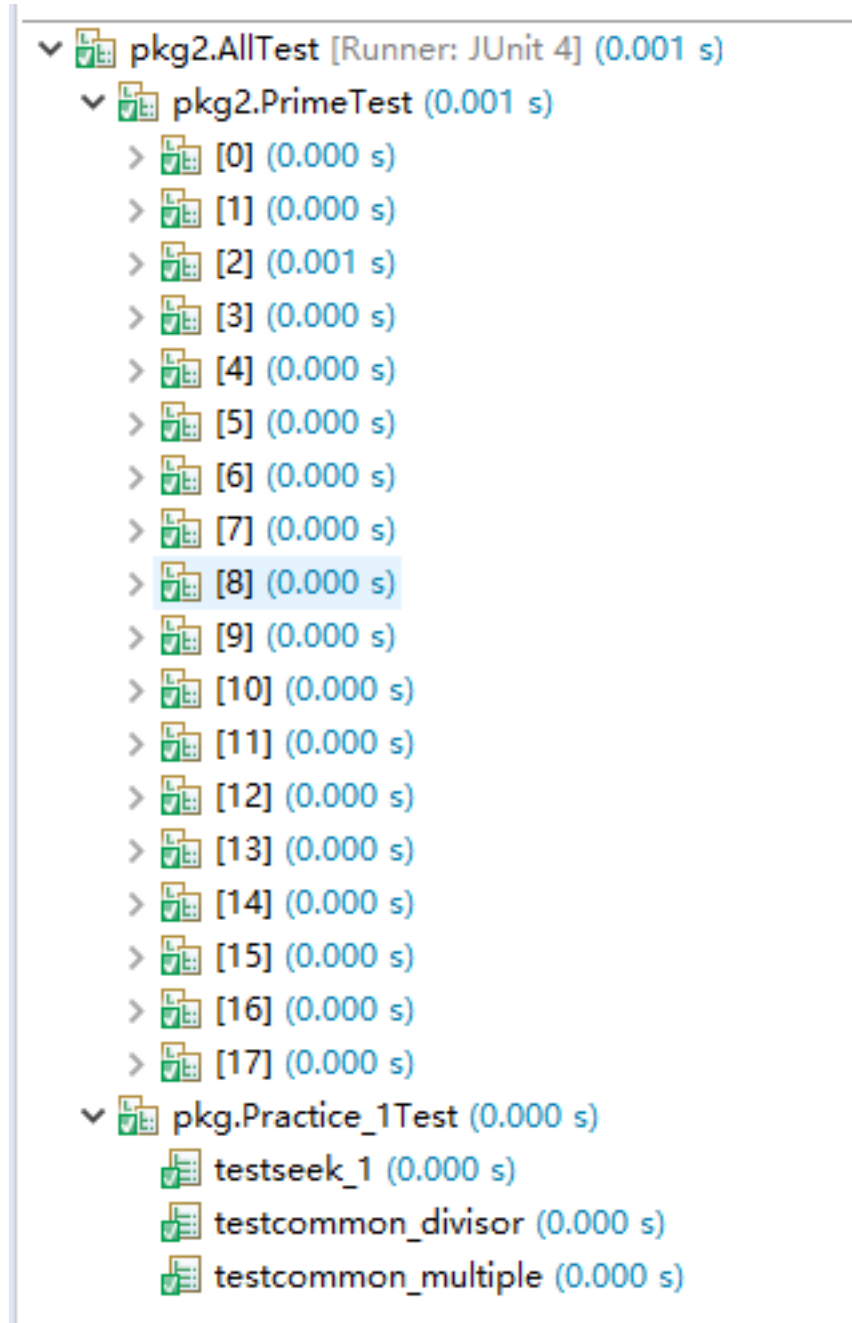 pkg2.AllTest [Runner: JUnit 4] (0.001 s)
pkg2.PrimeTest (0.001 s)
[0] (0.000 s)
[1] (0.000 s)
[2] (0.001 s)
[3] (0.000 s)
[4] (0.000 s)
[5] (0.000 s)
[6] (0.000 s)
[7] (0.000 s)
[8] (0.000 s)
[9] (0.000 s)
[10] (0.000 s)
[11] (0.000 s)
[12] (0.000 s)
[13] (0.000 s)
[14] (0.000 s)
[15] (0.000 s)
[16] (0.000 s)
[17] (0.000 s)
pkg.Practice_1Test (0.000 s)
testseek_1 (0.000 s)
testcommon_divisor (0.000 s)
testcommon_multiple (0.000 s)